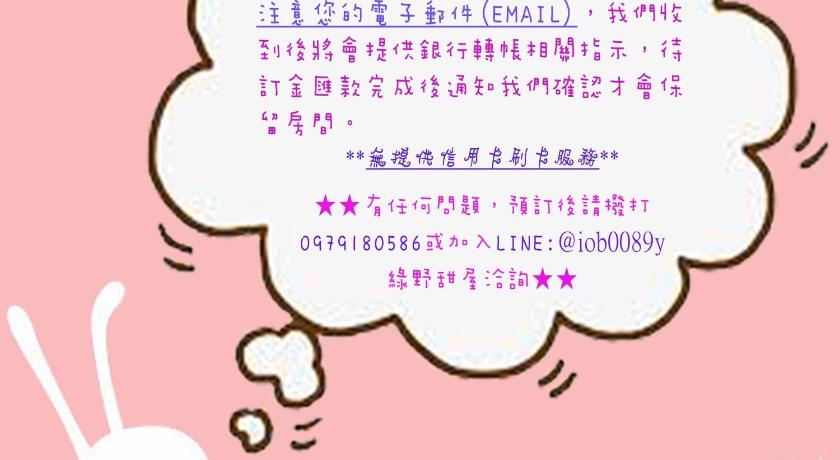 注意您的電子郵件(EMAIL)，我們收
到後將會提供銀行轉帳相關指示，待
訂金匯款完成後通知我們確認才會保
留房間。
**無提供信用卡刷卡服務**
★★有任何問題，預訂後請撥打
0979180586或加入LINE:@iob0089y
綠野甜屋洽詢★★